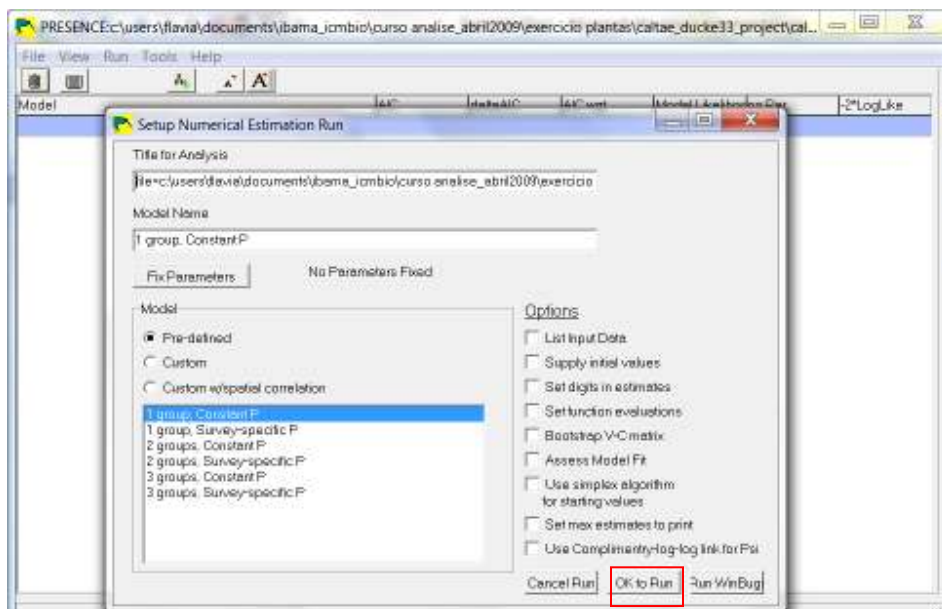 PRESENCE:c:\users\flavia\documents\ibama_icmbio\curso analise_abril2009\exercicio plantas\caltae_ducke33_project\cal...
File View Run Tools Help
A A
Model AIC deltaAIC AIC wgt Model Likelihood no.Par. -2*LogLike
Setup Numerical Estimation Run
Title for Analysis
file=c:\users\flavia\documents\ibama_icmbio\curso analise_abril2009\exercicio
Model Name
1 group, Constant P
Fix Parameters No Parameters Fixed
Model
Pre-defined
Custom
Custom w/spatial correlation
1 group, Constant P
1 group, Survey-specific P
2 groups, Constant P
2 groups, Survey-specific P
3 groups, Constant P
3 groups, Survey-specific P
Options
List Input Data
Supply initial values
Set digits in estimates
Set function evaluations
Bootstrap V-C matrix
Assess Model Fit
Use simplex algorithm
for starting values
Set max estimates to print
Use Complimentry-log-log link for Psi
Cancel Run OK to Run Run WinBug